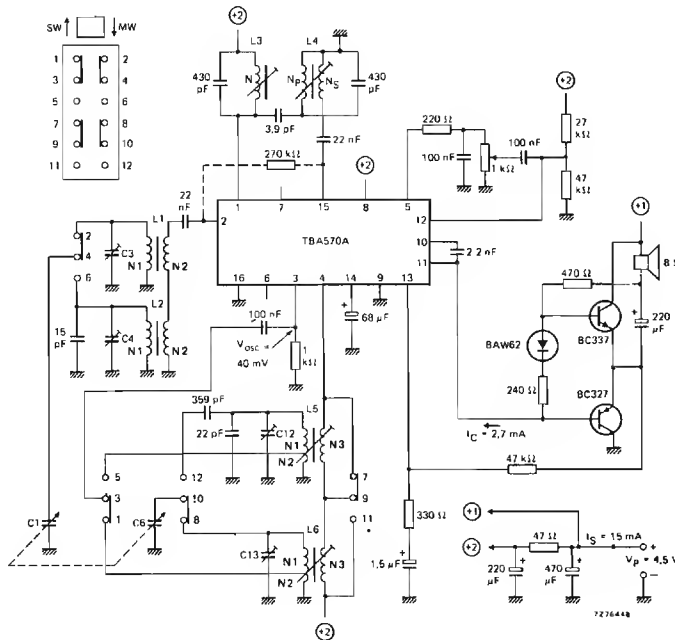 SW MW
1 2
3 4
5 6
7 8
9 10
11 12
+2
L3 L4
430 pF
N
NP NS
430 pF
3,9 pF
22 nF
270 kΩ
+2
220 Ω
100 nF
1 kΩ
100 nF
+2
27 kΩ
47 kΩ
22 nF
2
1 7 15 8 5
12
10
11
TBA570A
16 6 3 4 14 9 13
2,2 nF
L1
2
4
6
C3
N1 N2
L2
15 pF
C4
N1 N2
100 nF
VOSC =
40 mV
1 kΩ
68 µF
+1
8 Ω
470 Ω
220 µF
BC337
BAW62
240 Ω
BC327
IC = 2,7 mA
359 pF
22 pF
C12
L5
N1 N3
N2
5
3
1
12
10
8
7
9
11
C1
C6
C13
L6
N1 N3
N2
+2
47 kΩ
330 Ω
1,5 µF
+1
+2
47 Ω
IS = 15 mA
220 µF
470 µF
VP = 4,5 V
7Z76448